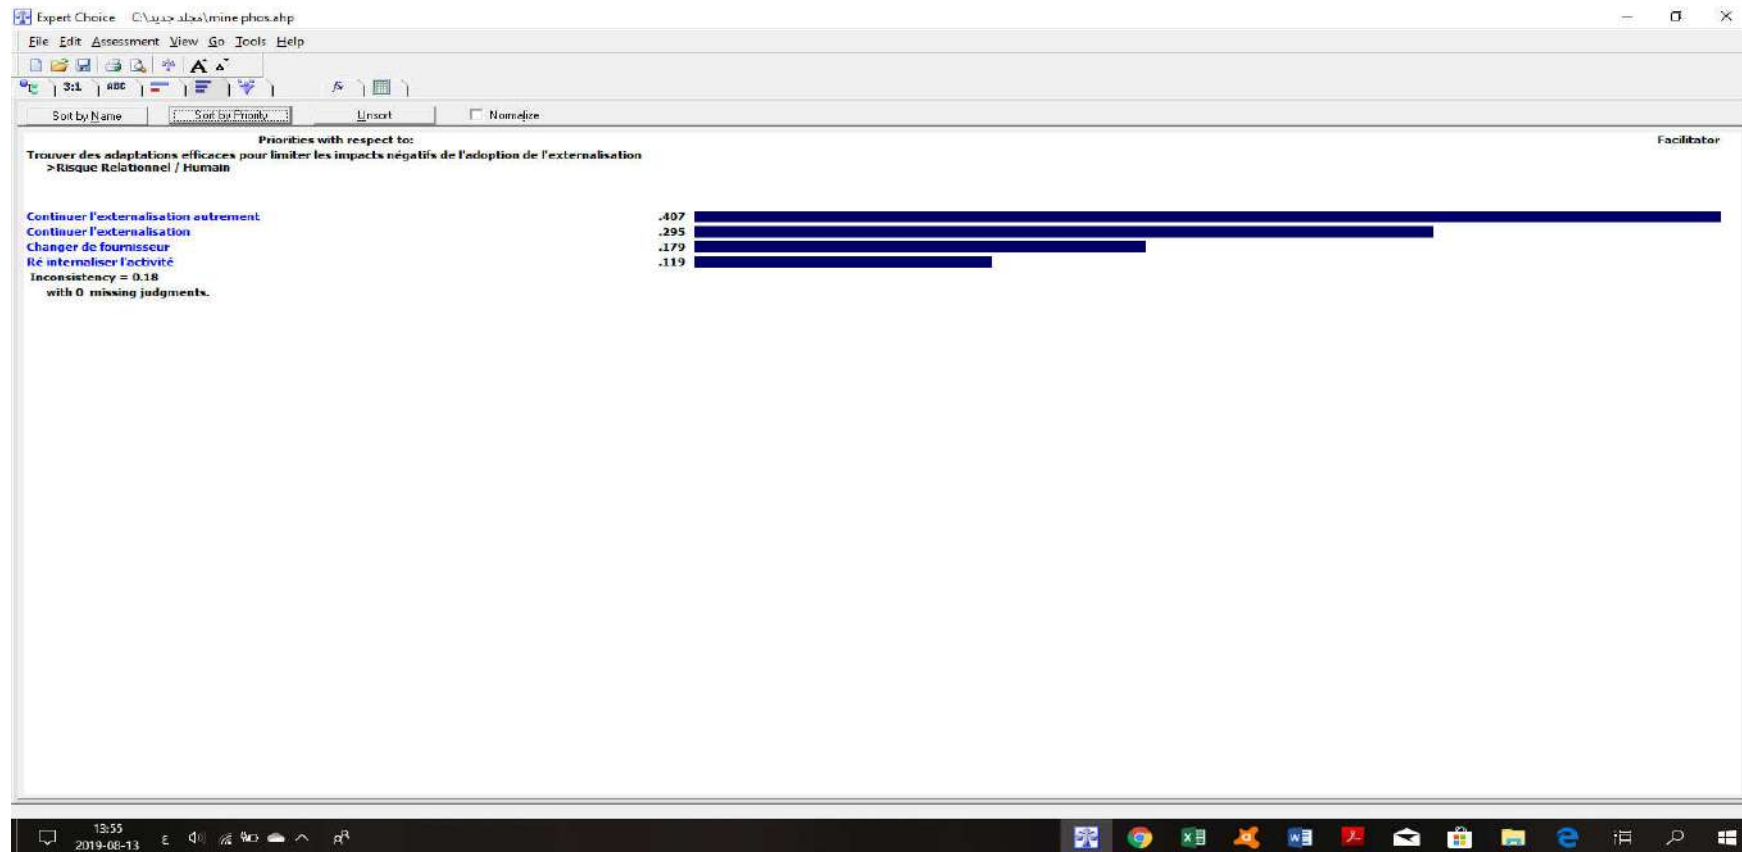 Expert Choice C:\مجلد جديد\mine phos.ahp
File Edit Assessment View Go Tools Help
3:1 ABC
Sort by Name Sort by Priority Unsort Normalize
Priorities with respect to: Facilitator
Trouver des adaptations efficaces pour limiter les impacts négatifs de l'adoption de l'externalisation
>Risque Relationnel / Humain
Continuer l'externalisation autrement .407
Continuer l'externalisation .295
Changer de fournisseur .179
Ré internaliser l'activité .119
Inconsistency = 0.18
with 0 missing judgments.
13:55
2019-08-13 ع